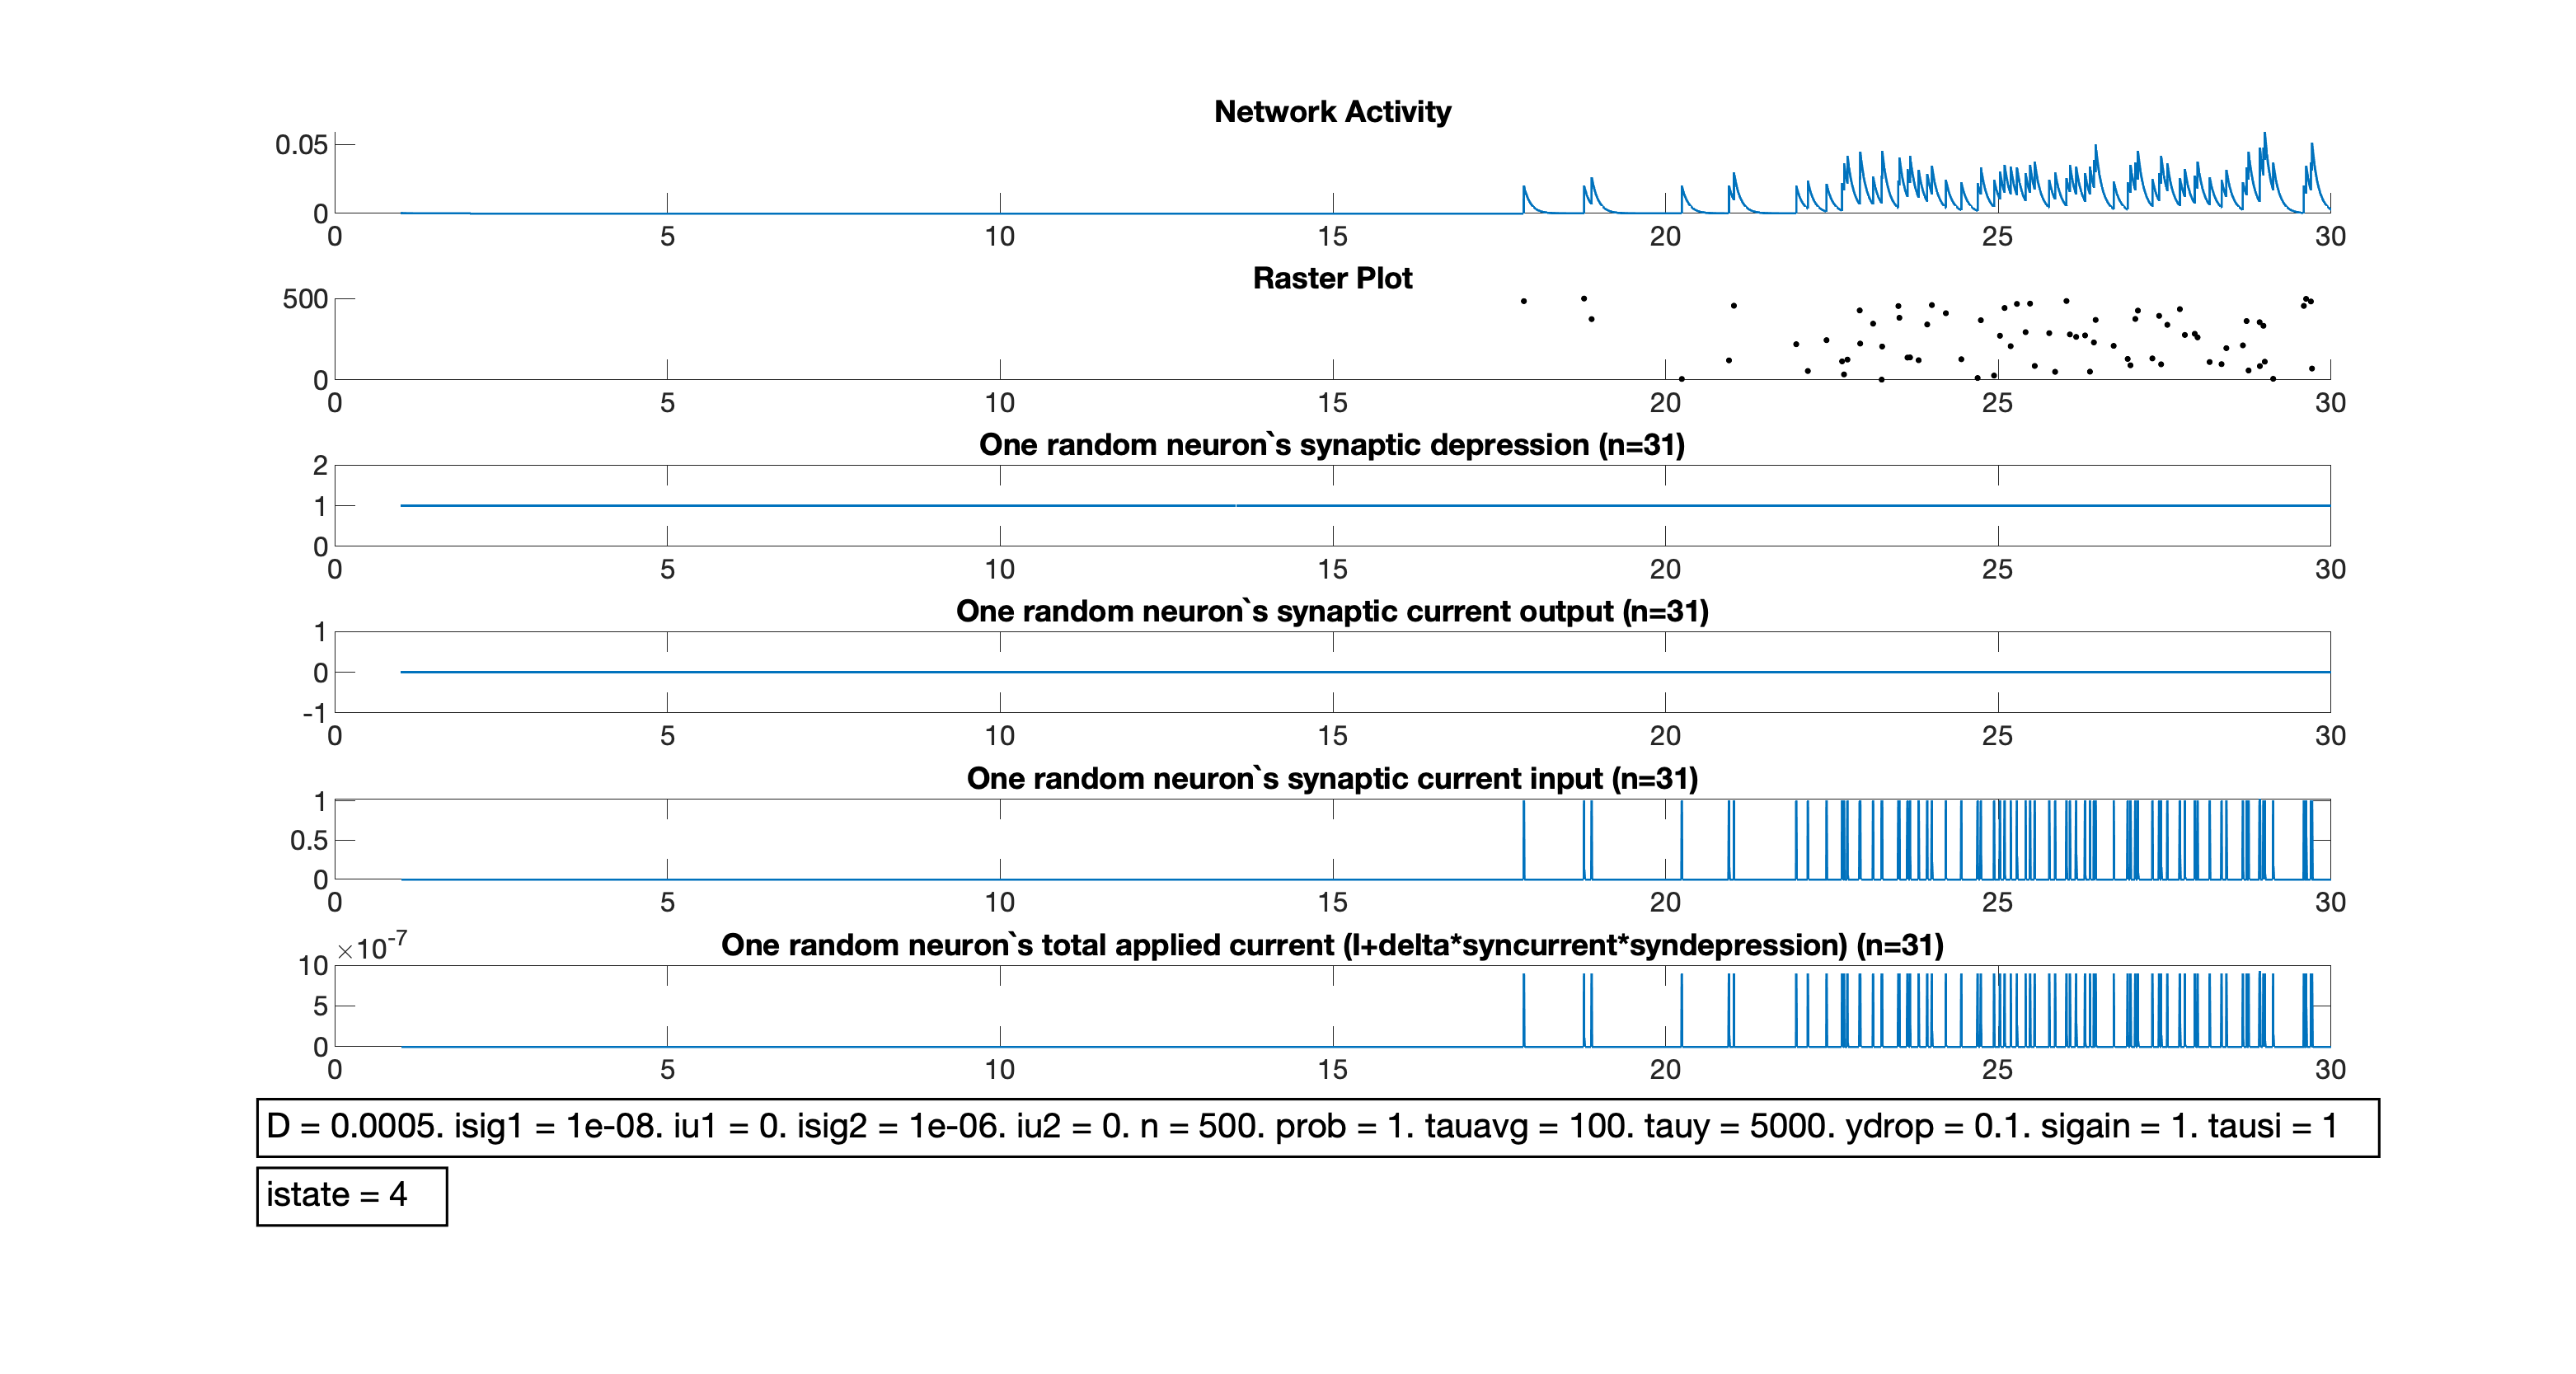 Network Activity
0.05
0
0 5 10 15 20 25 30
Raster Plot
500
0
0 5 10 15 20 25 30
One random neuron`s synaptic depression (n=31)
2
1
0
0 5 10 15 20 25 30
One random neuron`s synaptic current output (n=31)
1
0
-1
0 5 10 15 20 25 30
One random neuron`s synaptic current input (n=31)
1
0.5
0
0 5 10 15 20 25 30
×10⁻⁷
One random neuron`s total applied current (I+delta*syncurrent*syndepression) (n=31)
10
5
0
0 5 10 15 20 25 30
D = 0.0005. isig1 = 1e-08. iu1 = 0. isig2 = 1e-06. iu2 = 0. n = 500. prob = 1. tauavg = 100. tauy = 5000. ydrop = 0.1. sigain = 1. tausi = 1
istate = 4